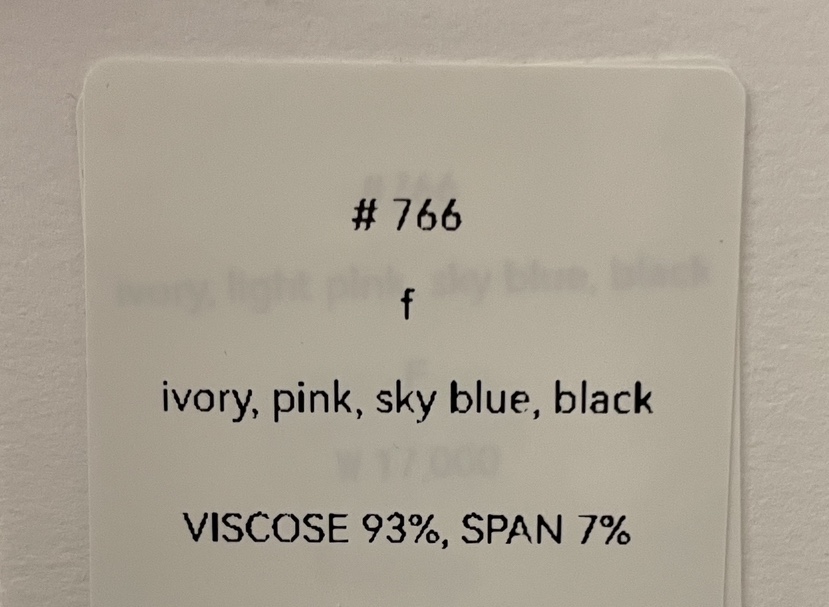 # 766
f
ivory, pink, sky blue, black
VISCOSE 93%, SPAN 7%